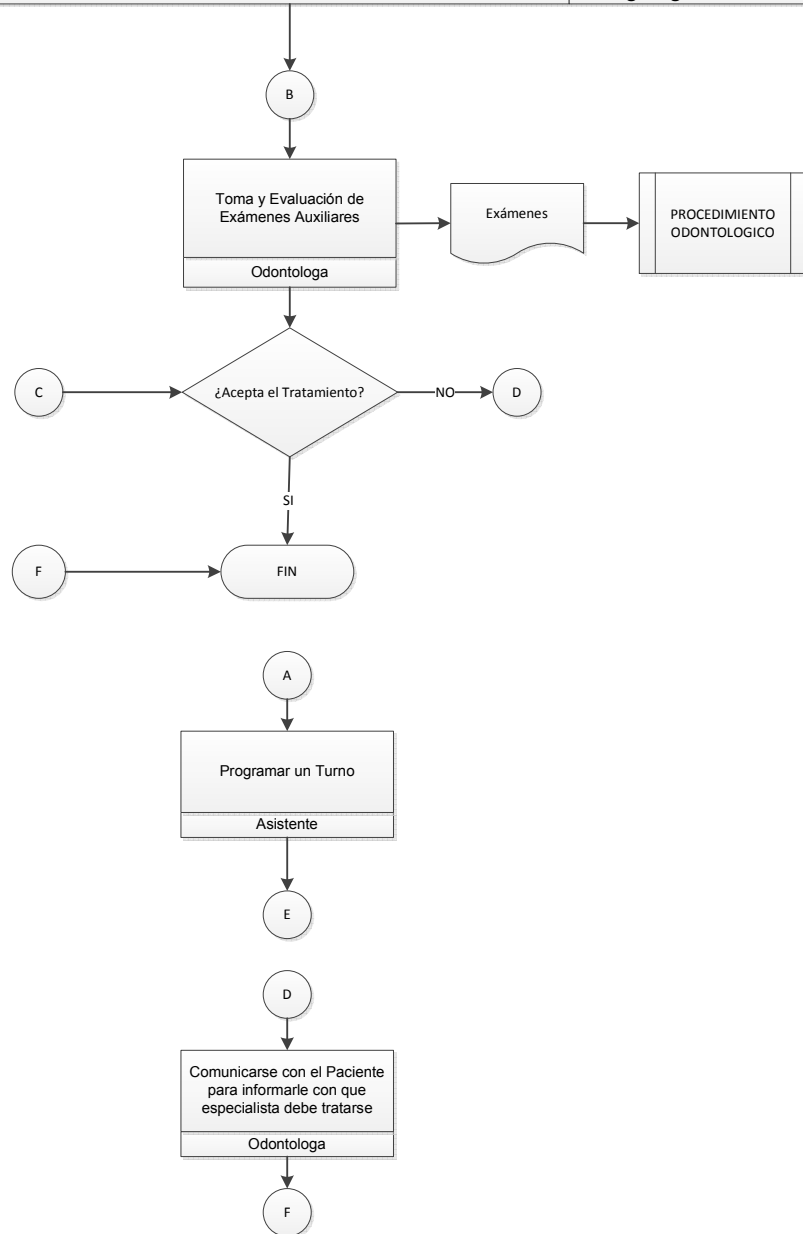 B
Toma y Evaluación de
Exámenes Auxiliares
Odontologa
Exámenes
PROCEDIMIENTO
ODONTOLOGICO
C
¿Acepta el Tratamiento?
NO
D
SI
F
FIN
A
Programar un Turno
Asistente
E
D
Comunicarse con el Paciente
para informarle con que
especialista debe tratarse
Odontologa
F